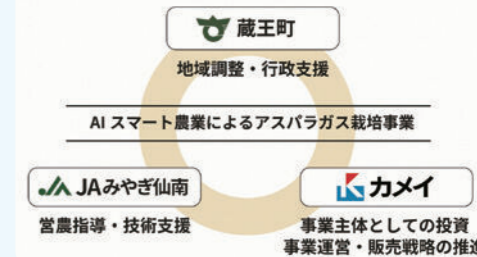 蔵王町
地域調整・行政支援
AIスマート農業によるアスパラガス栽培事業
JAみやぎ仙南
営農指導・技術支援
カメイ
事業主体としての投資
事業運営・販売戦略の推進